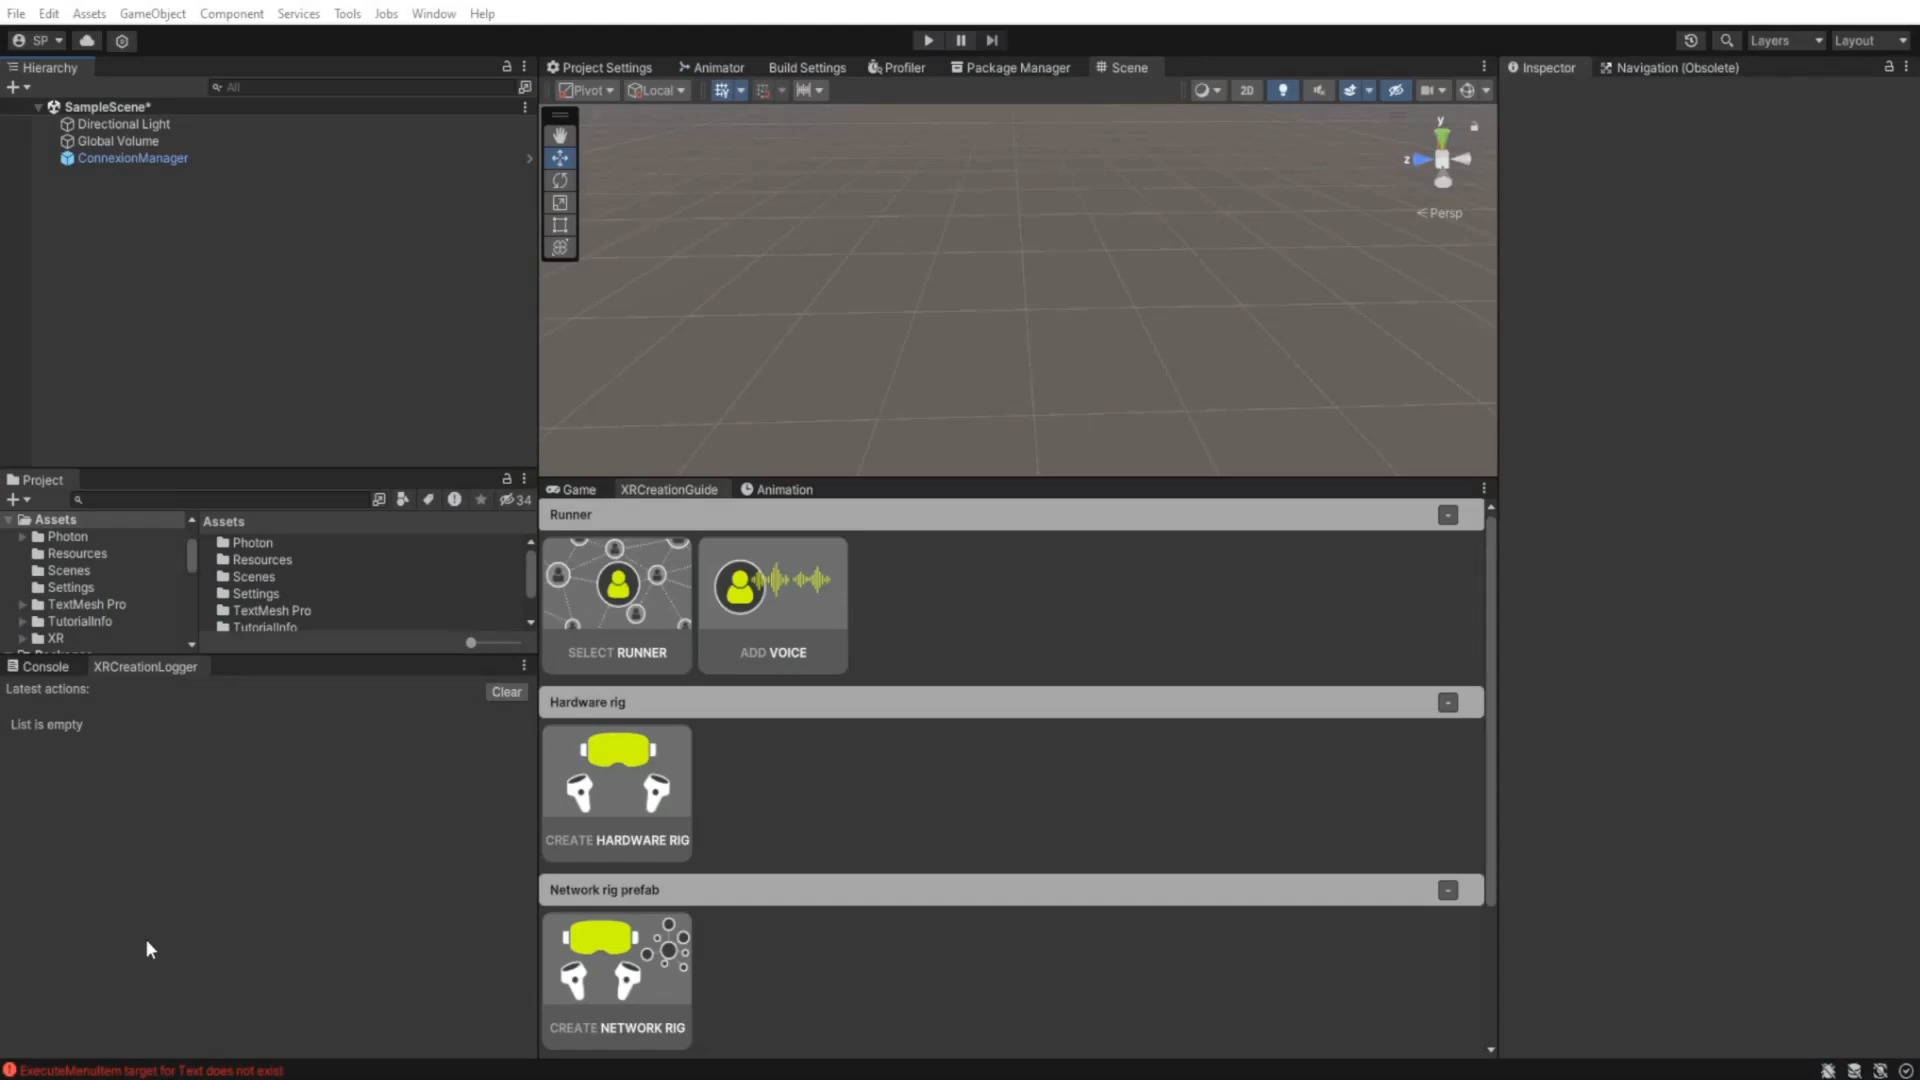 File Edit Assets GameObject Component Services Tools Jobs Window Help
SP Layers Layout
Hierarchy
All
SampleScene*
Directional Light
Global Volume
ConnexionManager
Project Settings Animator Build Settings Profiler Package Manager Scene
Pivot Local 2D
y
z
Persp
Inspector Navigation (Obsolete)
Project
34
Assets
Photon
Resources
Scenes
Settings
TextMesh Pro
TutorialInfo
XR
Assets
Photon
Resources
Scenes
Settings
TextMesh Pro
TutorialInfo
Console XRCreationLogger
Latest actions: Clear
List is empty
Game XRCreationGuide Animation
Runner
SELECT RUNNER ADD VOICE
Hardware rig
CREATE HARDWARE RIG
Network rig prefab
CREATE NETWORK RIG
ExecuteMenuItem target for Text does not exist